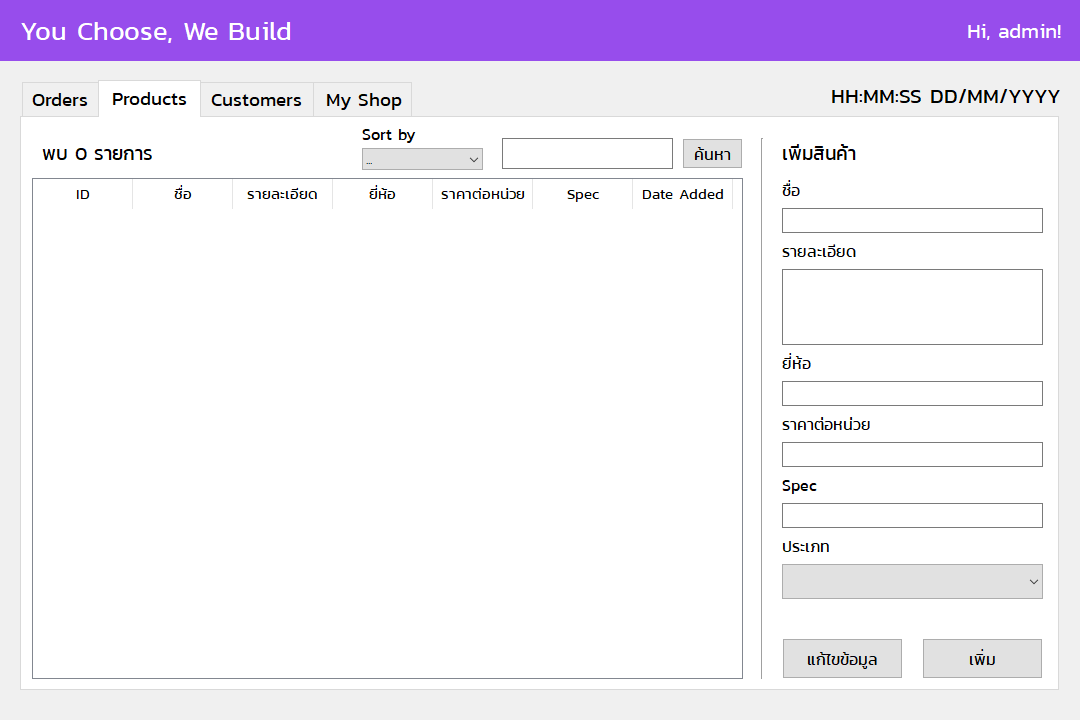 You Choose, We Build
Hi, admin!
Orders
Products
Customers
My Shop
HH:MM:SS DD/MM/YYYY
พบ 0 รายการ
Sort by
...
ค้นหา
ID
ชื่อ
รายละเอียด
ยี่ห้อ
ราคาต่อหน่วย
Spec
Date Added
เพิ่มสินค้า
ชื่อ
รายละเอียด
ยี่ห้อ
ราคาต่อหน่วย
Spec
ประเภท
แก้ไขข้อมูล
เพิ่ม